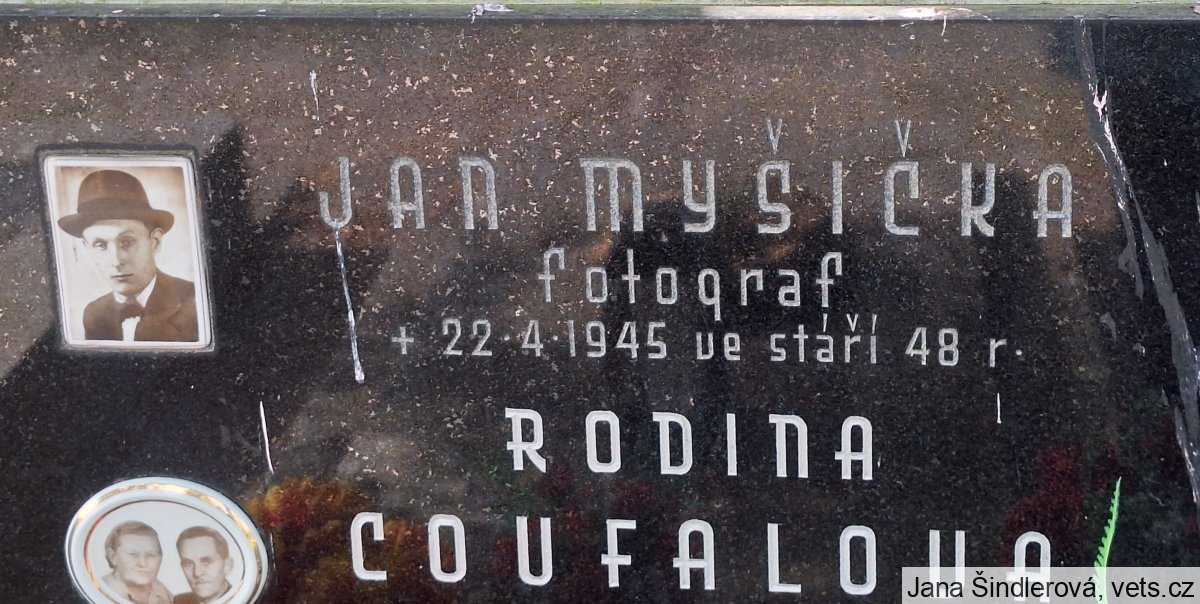 JAN MYŠIČKA
fotograf
+ 22.4.1945 ve stáří 48 r.
RODINA
COUFALOVA
Jana Šindlerová, vets.cz